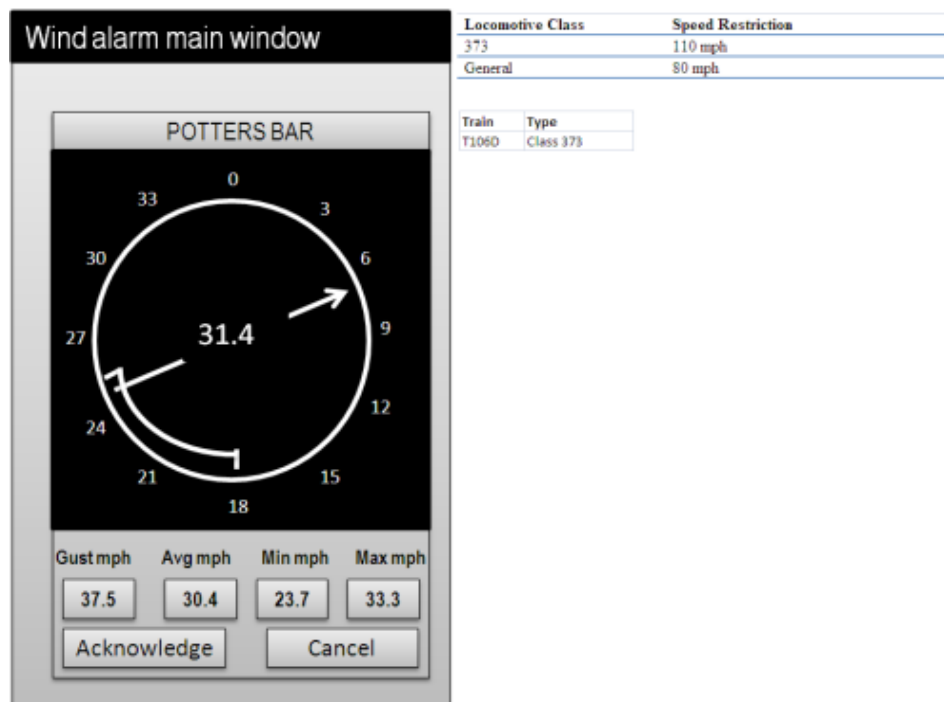 Wind alarm main window
POTTERS BAR
0
33
3
30
6
31.4
27
9
24
12
21
15
18
Gust mph Avg mph Min mph Max mph
37.5 30.4 23.7 33.3
Acknowledge Cancel
Locomotive Class Speed Restriction
373 110 mph
General 80 mph
Train Type
T106D Class 373